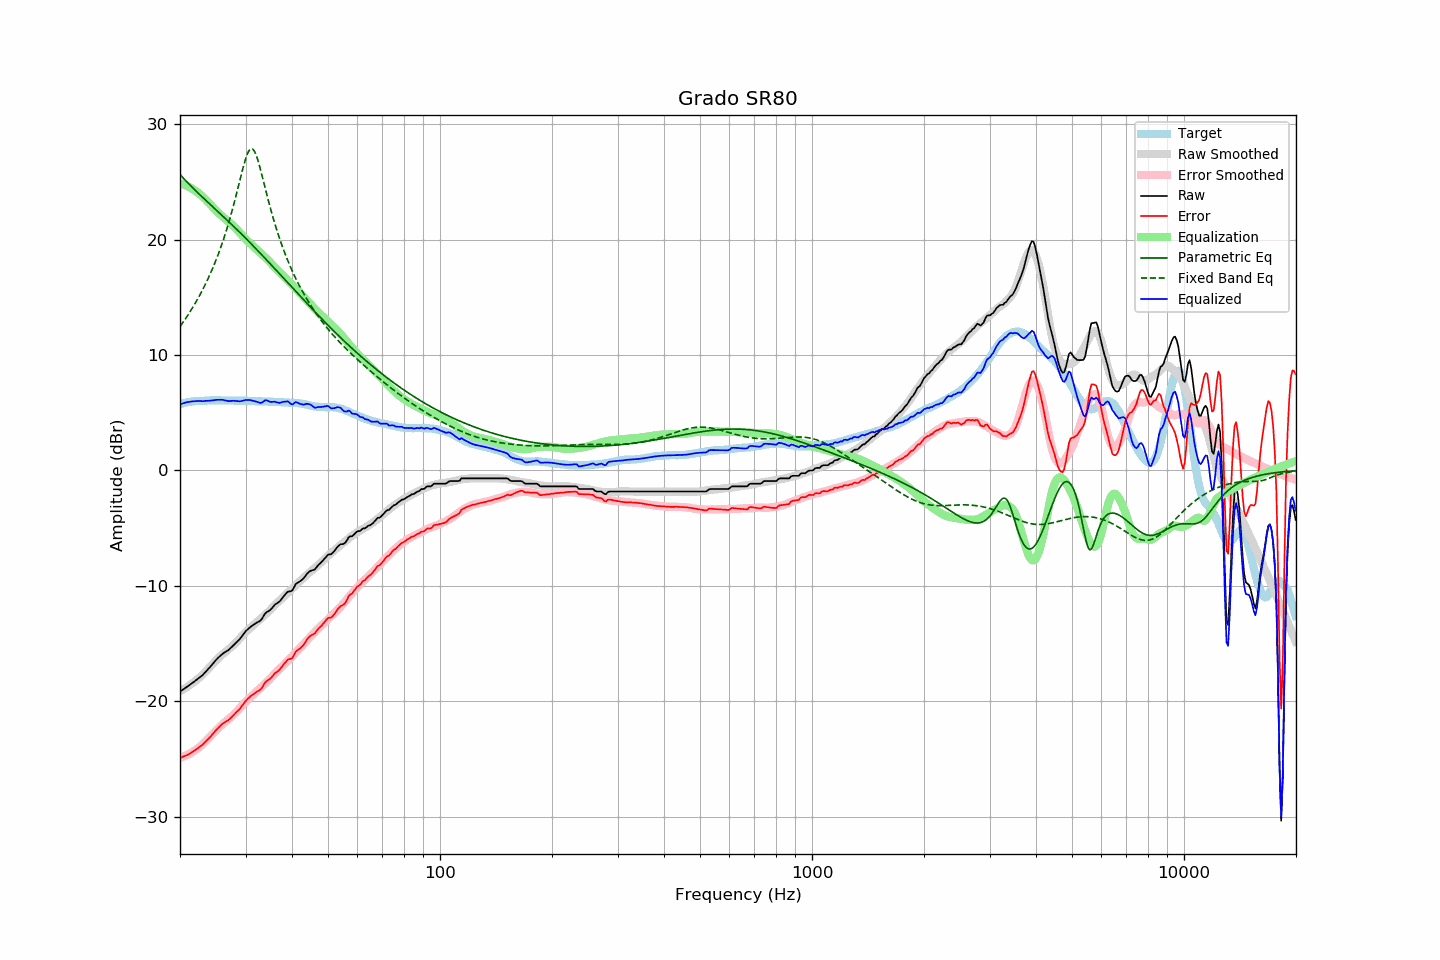 Grado SR80
30
20
10
0
−10
−20
−30
Amplitude (dBr)
100
1000
10000
Frequency (Hz)
Target
Raw Smoothed
Error Smoothed
Raw
Error
Equalization
Parametric Eq
Fixed Band Eq
Equalized